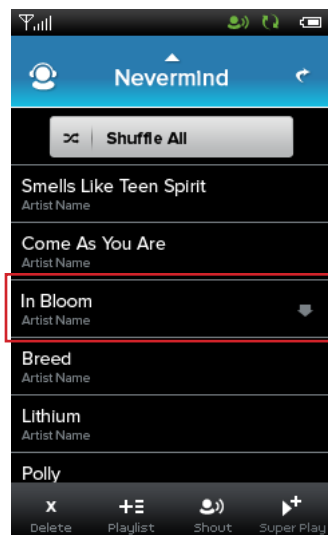 Nevermind
Shuffle All
Smells Like Teen Spirit
Artist Name
Come As You Are
Artist Name
In Bloom
Artist Name
Breed
Artist Name
Lithium
Artist Name
Polly
x
Delete Playlist Shout Super Play